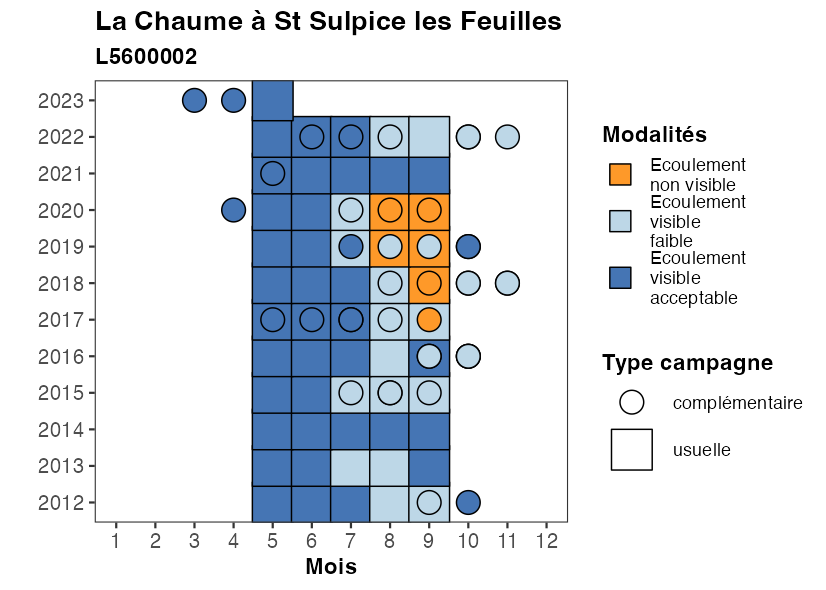 La Chaume à St Sulpice les Feuilles
L5600002
2023
2022
2021
2020
2019
2018
2017
2016
2015
2014
2013
2012
1 2 3 4 5 6 7 8 9 10 11 12
Mois
Modalités
Ecoulement
non visible
Ecoulement
visible
faible
Ecoulement
visible
acceptable
Type campagne
complémentaire
usuelle